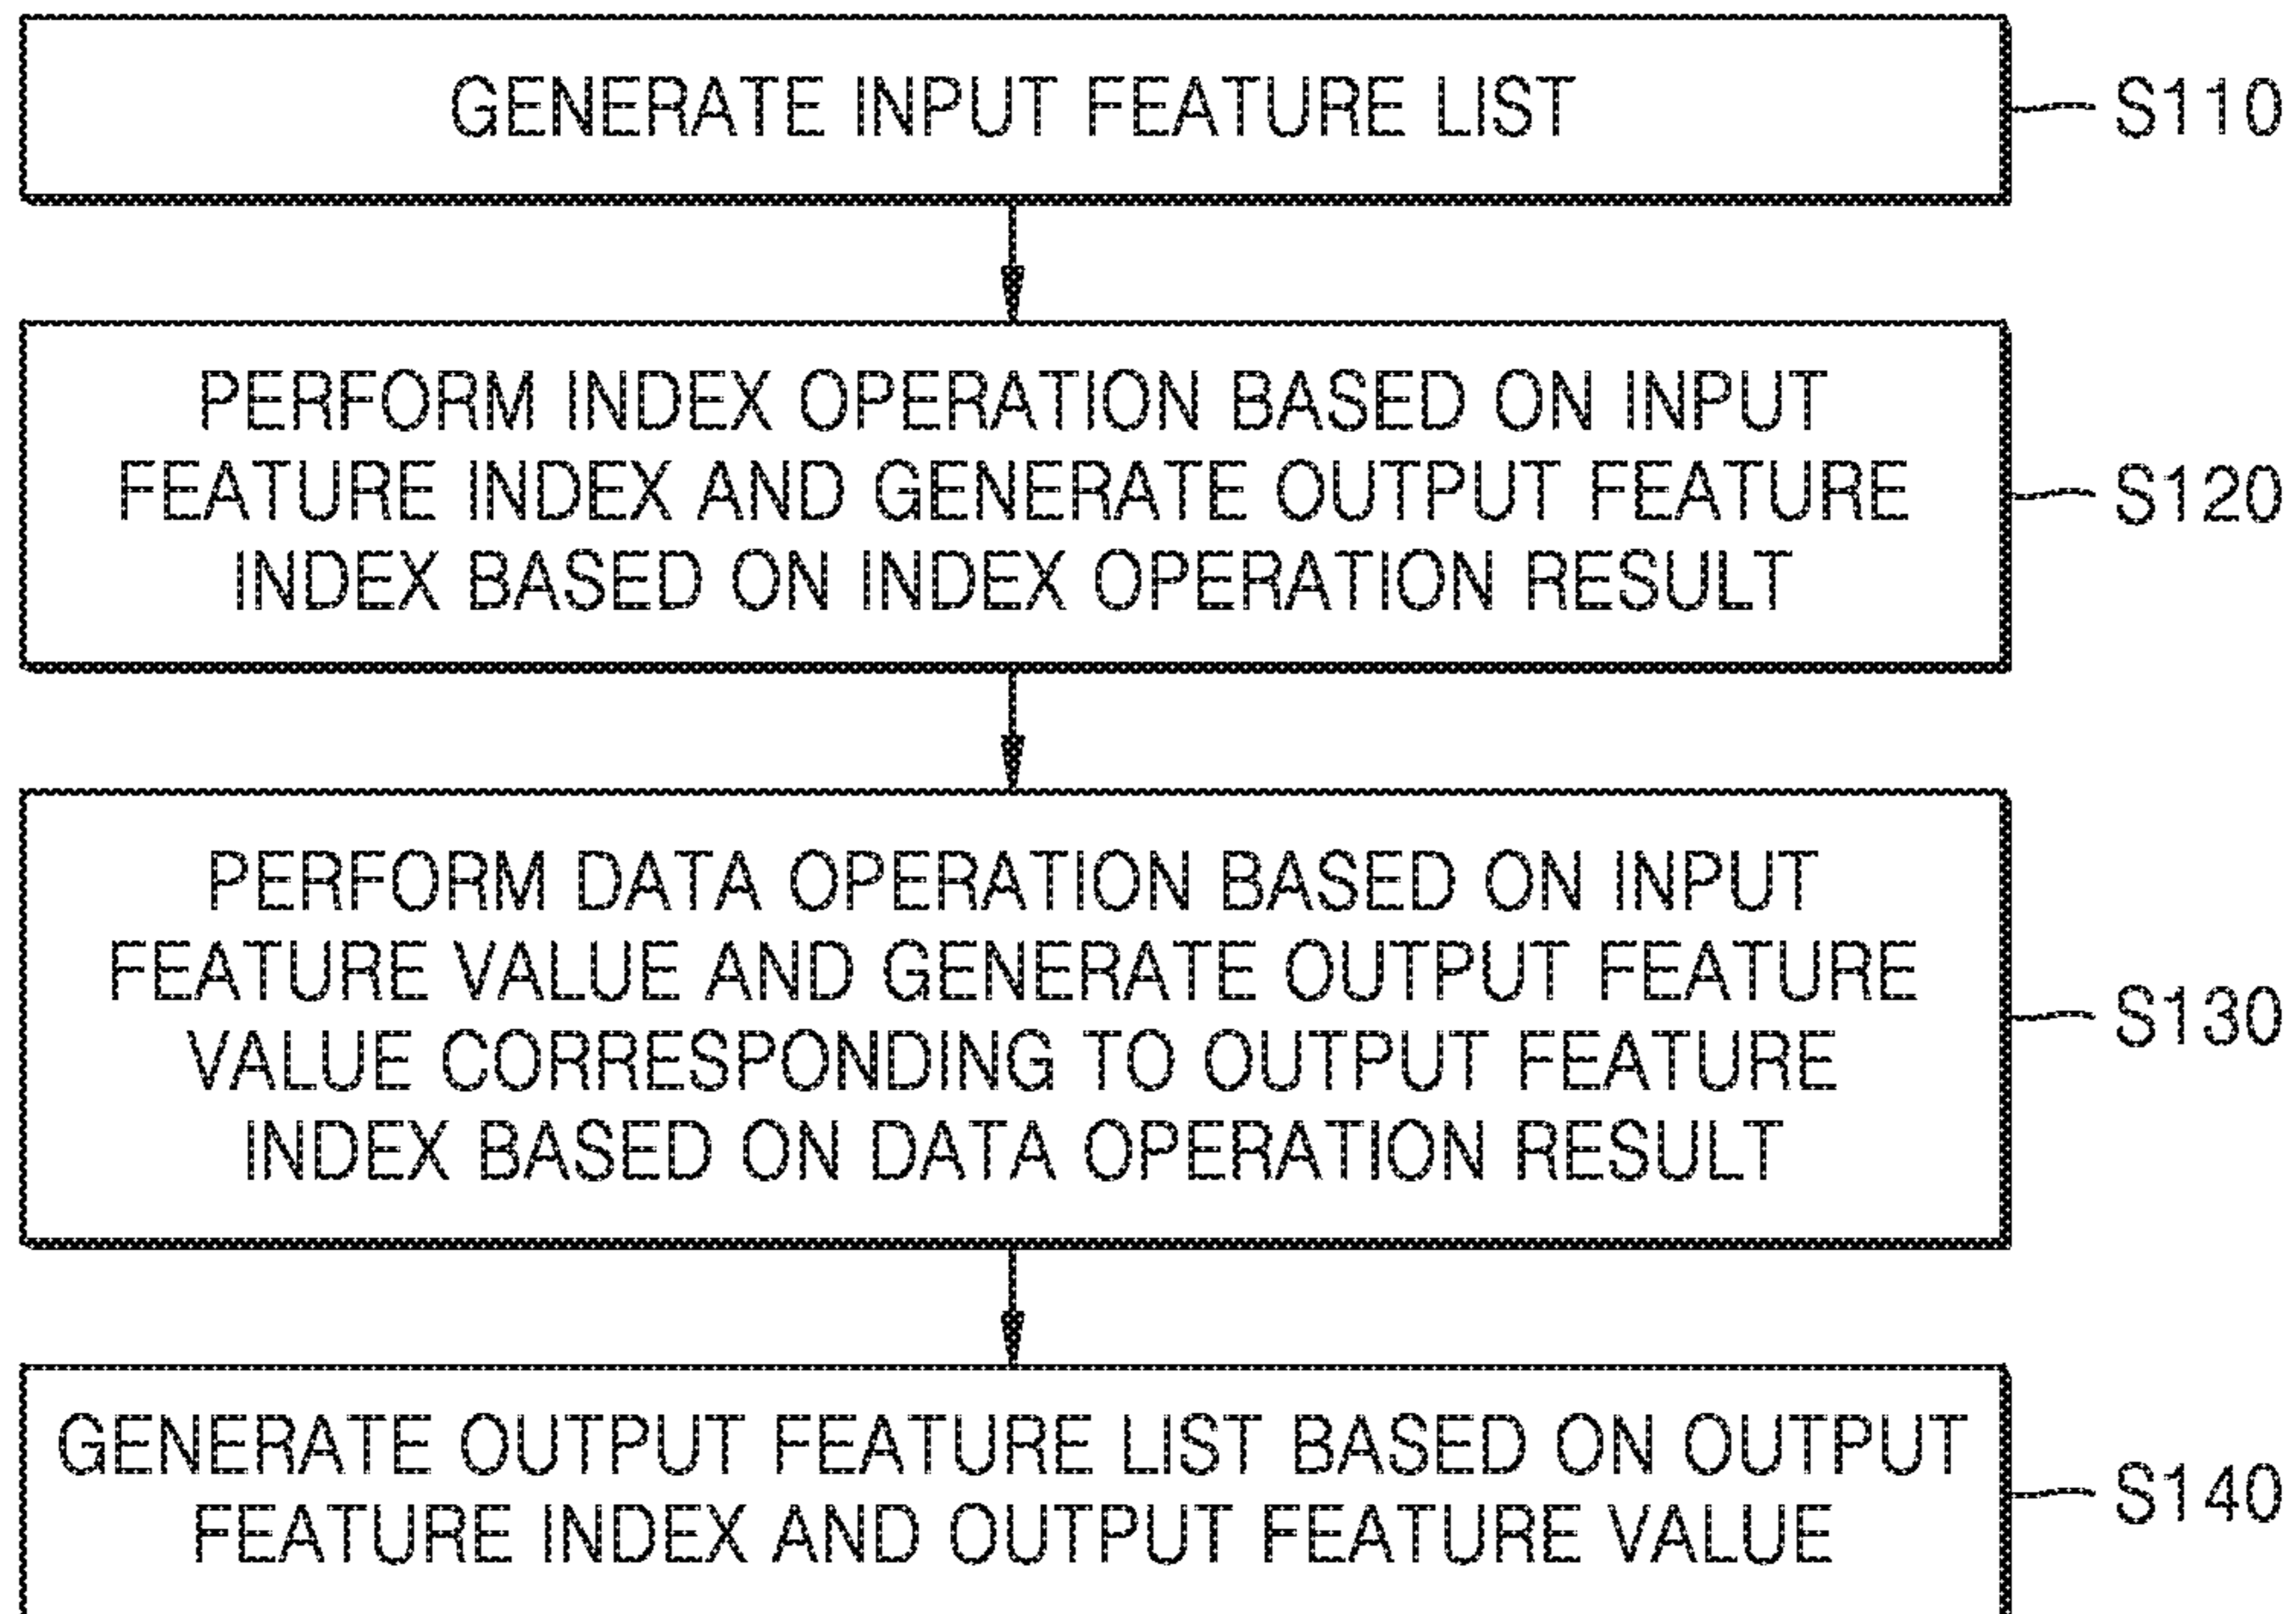 GENERATE INPUT FEATURE LIST
S110
PERFORM INDEX OPERATION BASED ON INPUT
FEATURE INDEX AND GENERATE OUTPUT FEATURE
INDEX BASED ON INDEX OPERATION RESULT
S120
PERFORM DATA OPERATION BASED ON INPUT
FEATURE VALUE AND GENERATE OUTPUT FEATURE
VALUE CORRESPONDING TO OUTPUT FEATURE
INDEX BASED ON DATA OPERATION RESULT
S130
GENERATE OUTPUT FEATURE LIST BASED ON OUTPUT
FEATURE INDEX AND OUTPUT FEATURE VALUE
S140